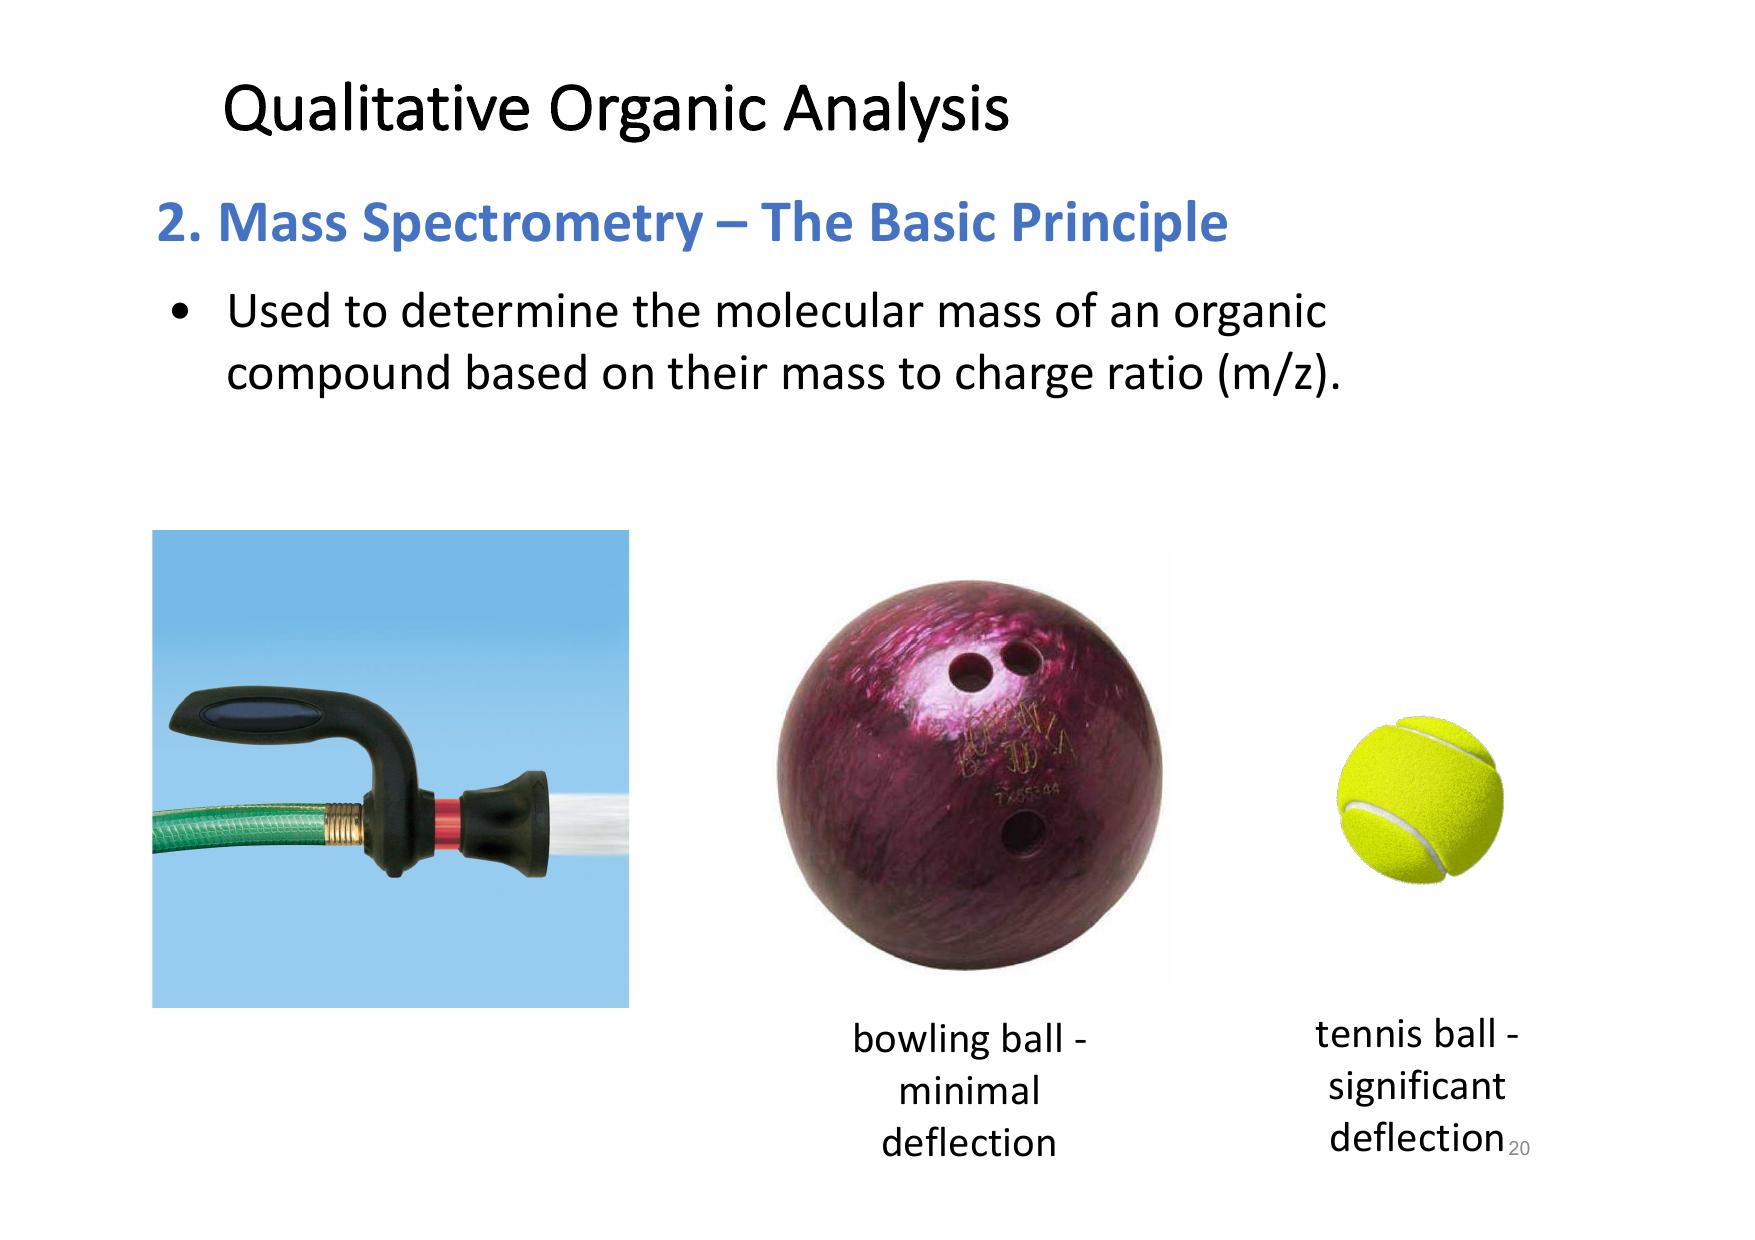 Qualitative Organic Analysis
2. Mass Spectrometry – The Basic Principle
• Used to determine the molecular mass of an organic
compound based on their mass to charge ratio (m/z).
bowling ball -
minimal
deflection
tennis ball -
significant
deflection
20